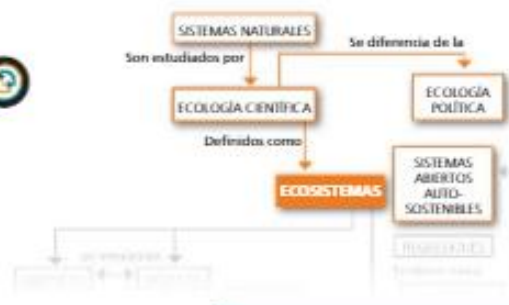 SISTEMAS NATURALES
Se diferencia de la
Son estudiados por
ECOLOGÍA CIENTÍFICA
ECOLOGÍA
POLÍTICA
Definidos como
ECOSISTEMAS
SISTEMAS
ABIERTOS
AUTO-
SOSTENIBLES